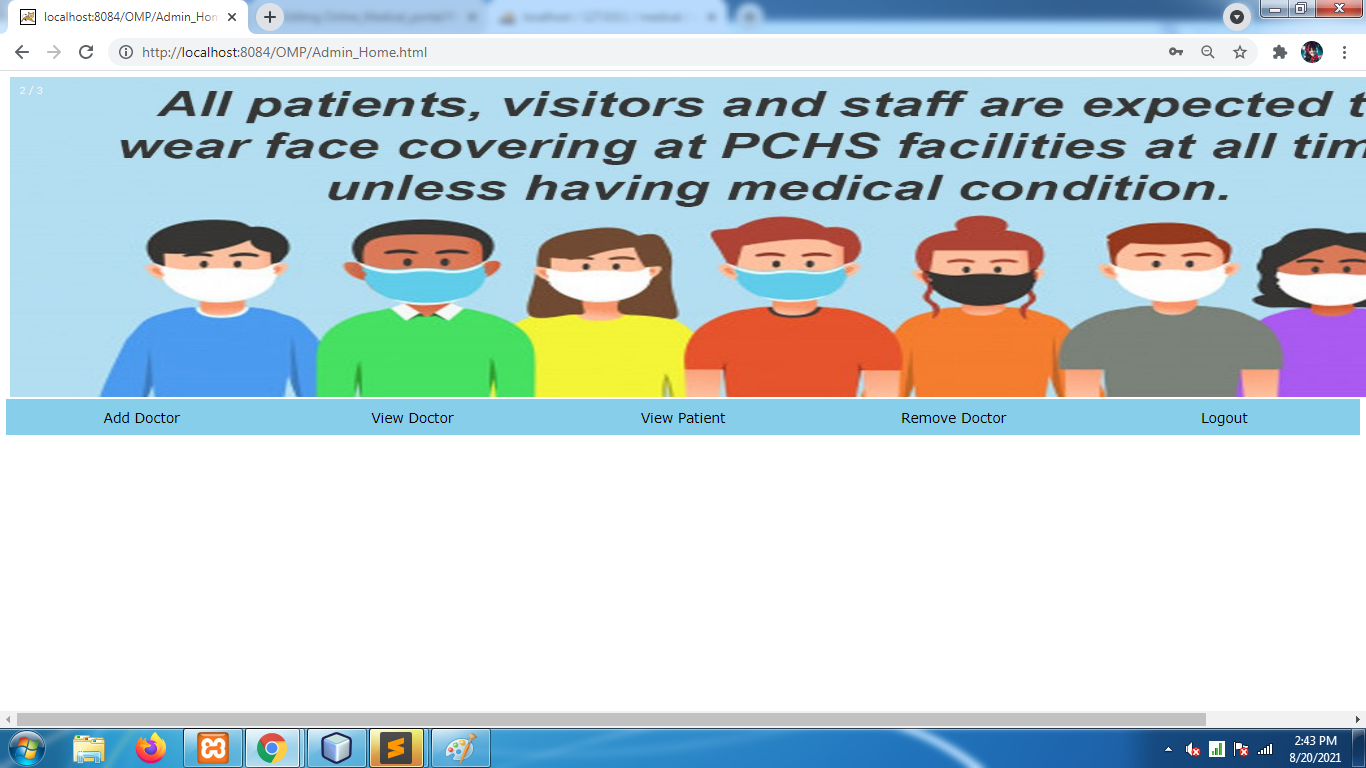 localhost:8084/OMP/Admin_Hom
http://localhost:8084/OMP/Admin_Home.html
2 / 3
All patients, visitors and staff are expected t
wear face covering at PCHS facilities at all tim
unless having medical condition.
Add Doctor View Doctor View Patient Remove Doctor Logout
2:43 PM
8/20/2021